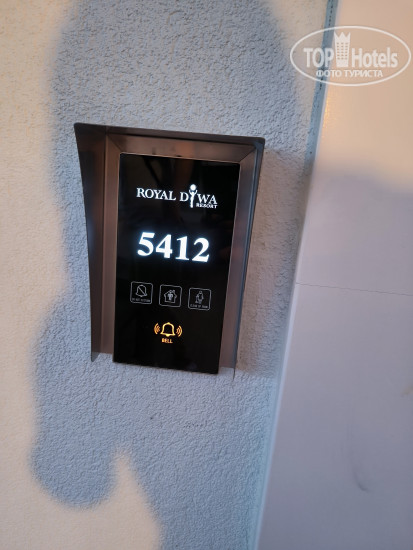 TOP Hotels
ФОТО ТУРИСТА
ROYAL DIWA
RESORT
5412
BELL